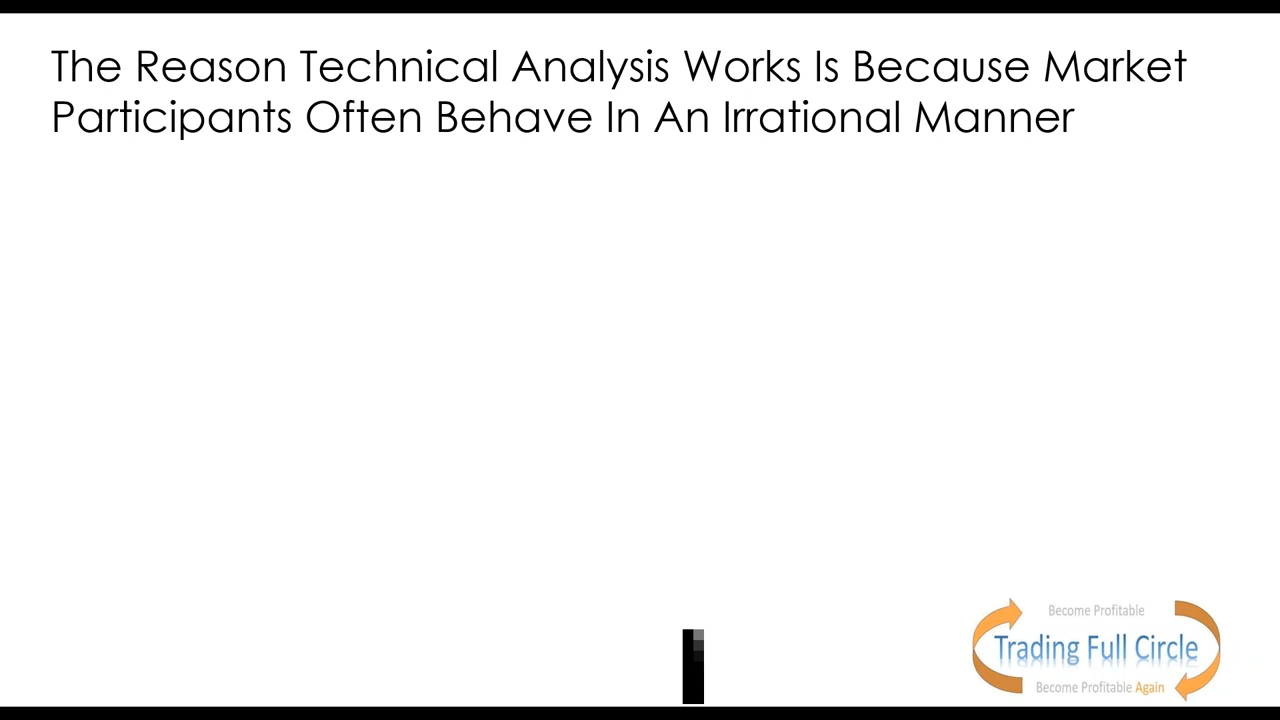 The Reason Technical Analysis Works Is Because Market
Participants Often Behave In An Irrational Manner
Become Profitable
Trading Full Circle
Become Profitable Again